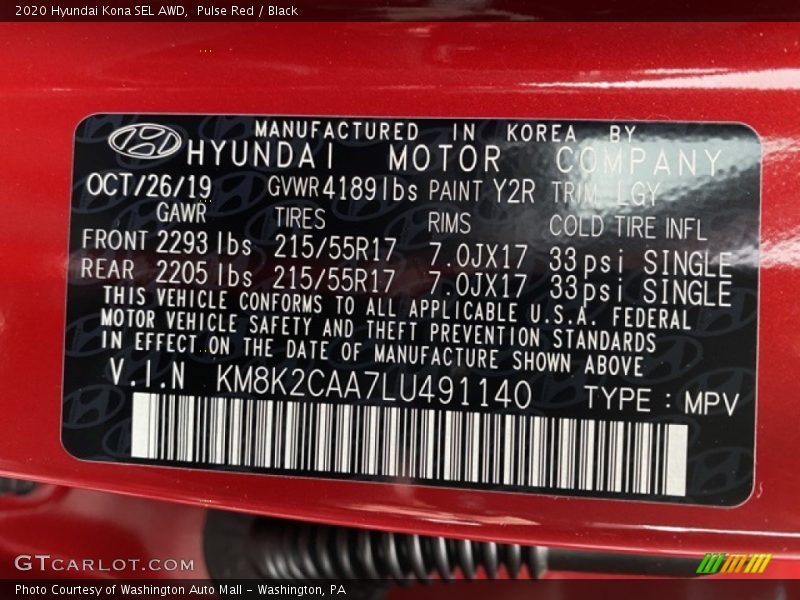 2020 Hyundai Kona SEL AWD,  Pulse Red / Black
MANUFACTURED IN KOREA BY
HYUNDAI MOTOR COMPANY
OCT/26/19 GVWR 4189 lbs PAINT Y2R TRIM LGY
GAWR TIRES RIMS COLD TIRE INFL
FRONT 2293 lbs 215/55R17 7.0JX17 33 psi SINGLE
REAR 2205 lbs 215/55R17 7.0JX17 33 psi SINGLE
THIS VEHICLE CONFORMS TO ALL APPLICABLE U.S.A. FEDERAL
MOTOR VEHICLE SAFETY AND THEFT PREVENTION STANDARDS
IN EFFECT ON THE DATE OF MANUFACTURE SHOWN ABOVE
V.I.N KM8K2CAA7LU491140 TYPE : MPV
GTCARLOT.COM
Photo Courtesy of Washington Auto Mall - Washington, PA